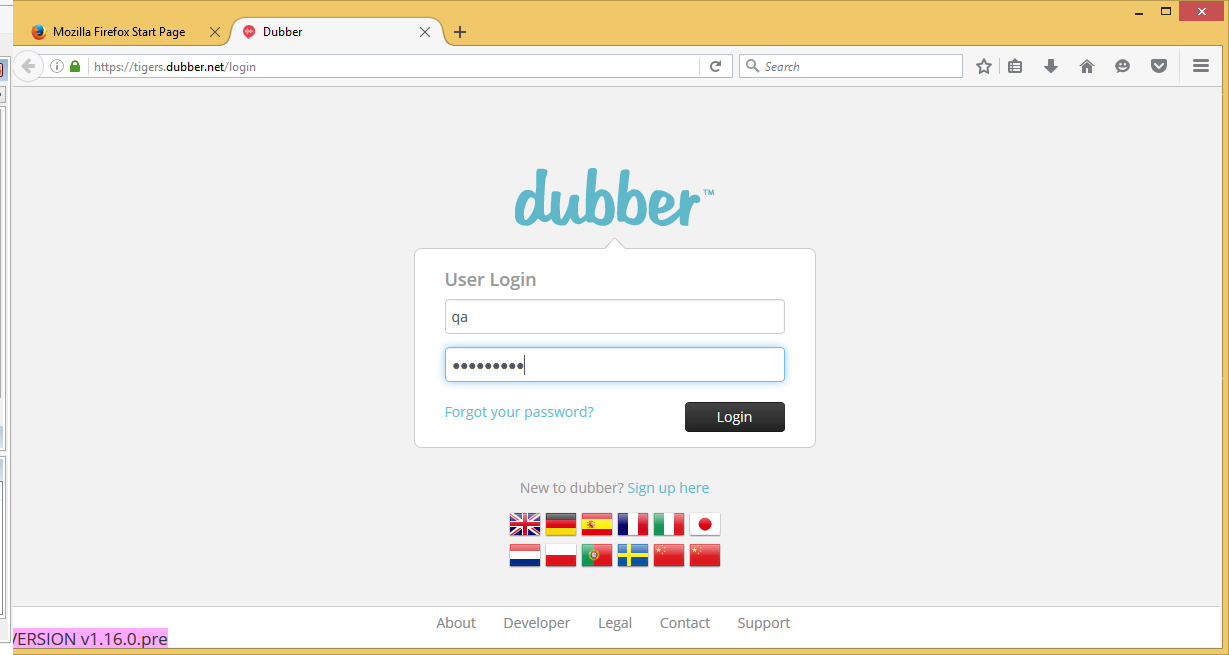 Mozilla Firefox Start Page
Dubber
https://tigers.dubber.net/login
Search
dubber™
User Login
qa
•••••••••
Forgot your password?
Login
New to dubber? Sign up here
About Developer Legal Contact Support
VERSION v1.16.0.pre